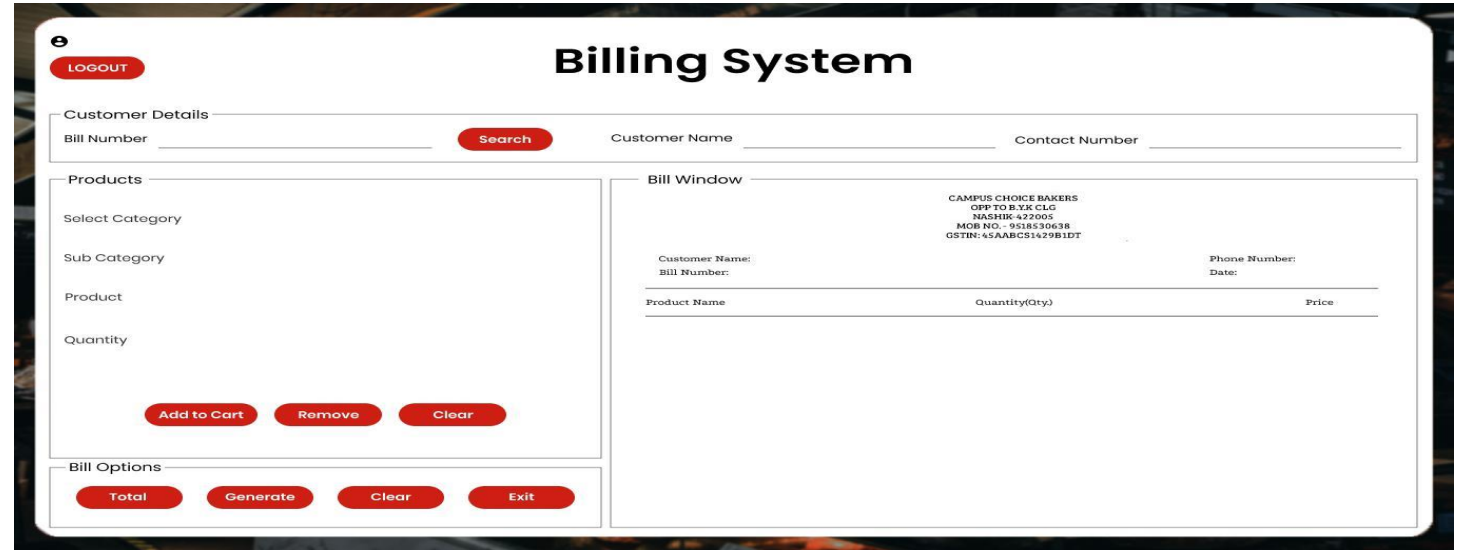 Billing System
LOGOUT
Customer Details
Bill Number
Search
Customer Name
Contact Number
Products
Select Category
Sub Category
Product
Quantity
Add to Cart
Remove
Clear
Bill Options
Total
Generate
Clear
Exit
Bill Window
CAMPUS CHOICE BAKERS
OPP TO B.Y.K CLG
NASHIK-422005
MOB NO. - 9518530638
GSTIN: 45AABCS1429B1DT
Customer Name:
Phone Number:
Bill Number:
Date:
Product Name
Quantity(Qty.)
Price